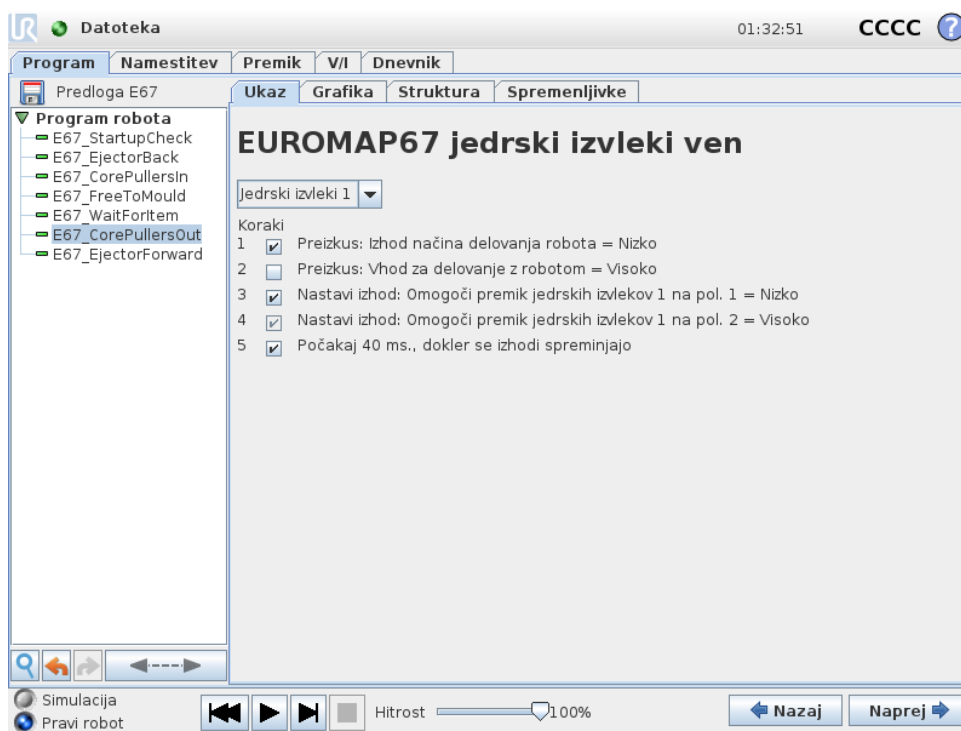 UR Datoteka 01:32:51 CCCC ?
Program Namestitev Premik V/I Dnevnik
Predloga E67
Ukaz Grafika Struktura Spremenljivke
Program robota
E67_StartupCheck
E67_EjectorBack
E67_CorePullersIn
E67_FreeToMould
E67_WaitForItem
E67_CorePullersOut
E67_EjectorForward
EUROMAP67 jedrski izvleki ven
Jedrski izvleki 1
Koraki
1 Preizkus: Izhod načina delovanja robota = Nizko
2 Preizkus: Vhod za delovanje z robotom = Visoko
3 Nastavi izhod: Omogoči premik jedrskih izvlekov 1 na pol. 1 = Nizko
4 Nastavi izhod: Omogoči premik jedrskih izvlekov 1 na pol. 2 = Visoko
5 Počakaj 40 ms., dokler se izhodi spreminjajo
Simulacija
Pravi robot
Hitrost 100%
Nazaj Naprej